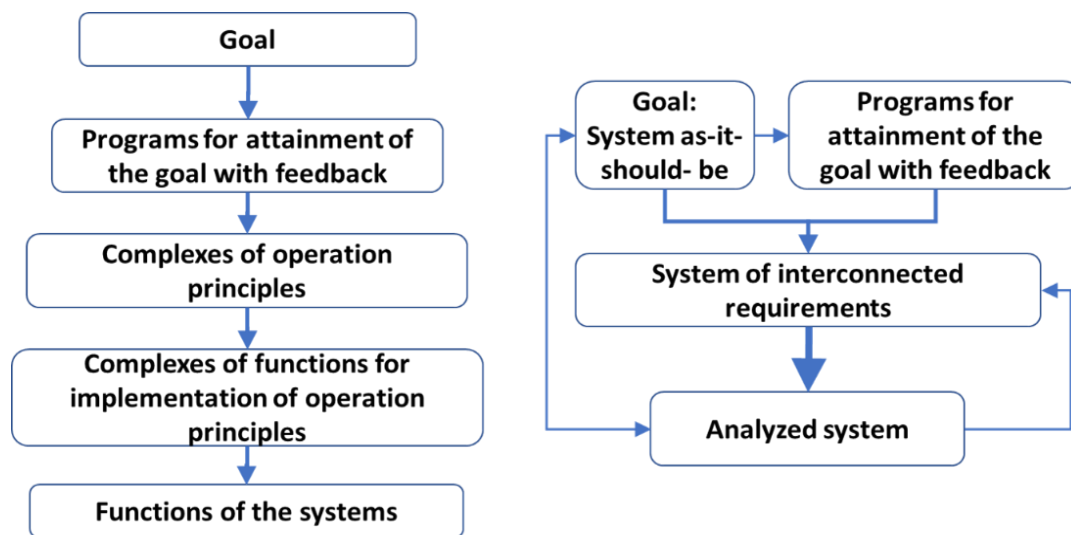 Goal
Programs for attainment of
the goal with feedback
Complexes of operation
principles
Complexes of functions for
implementation of operation
principles
Functions of the systems
Goal:
System as-it-
should- be
Programs for
attainment of the
goal with feedback
System of interconnected
requirements
Analyzed system